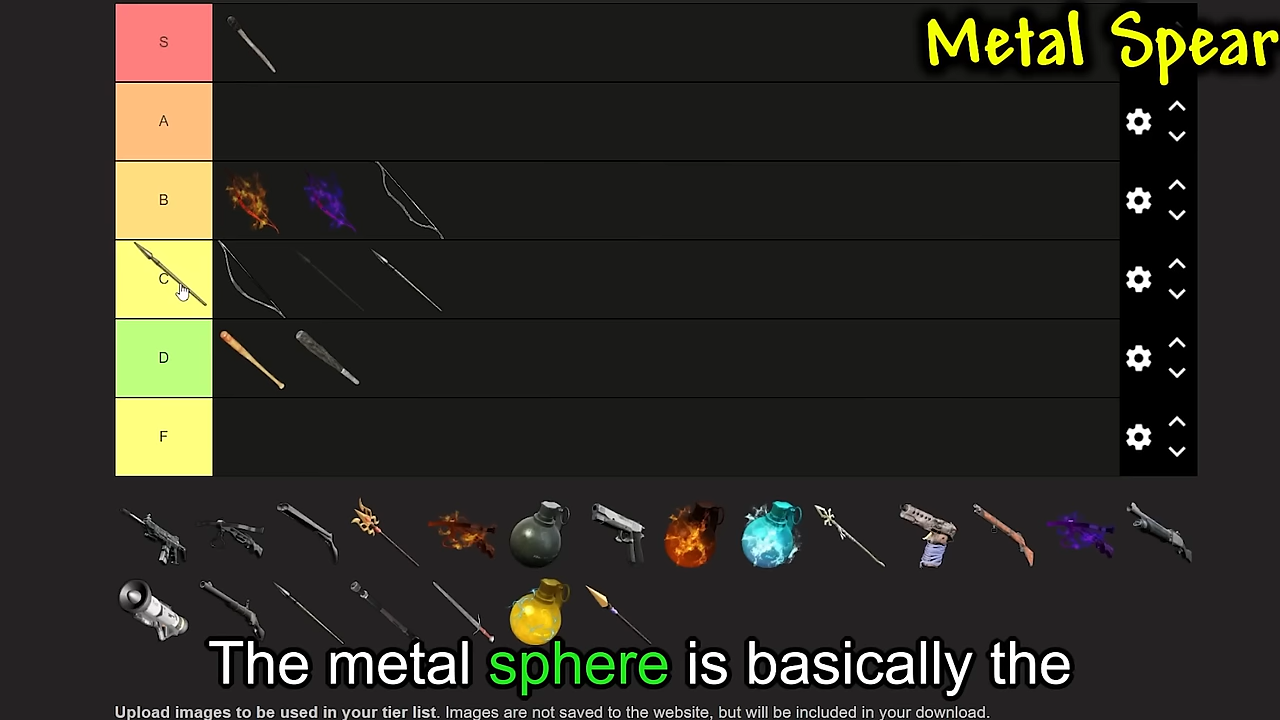 Metal Spear
S
A
B
C
D
F
The metal sphere is basically the
Upload images to be used in your tier list. Images are not saved to the website, but will be included in your download.